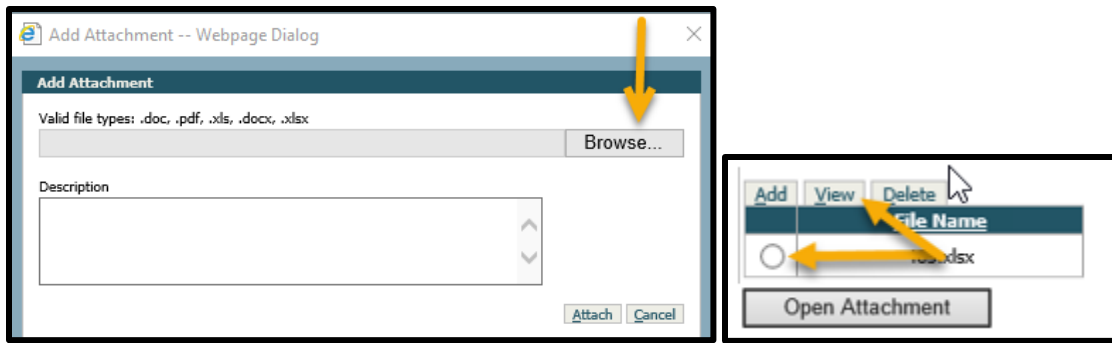 Add Attachment -- Webpage Dialog
Add Attachment
Valid file types: .doc, .pdf, .xls, .docx, .xlsx
Browse...
Description
Attach Cancel
Add View Delete
File Name
Open Attachment